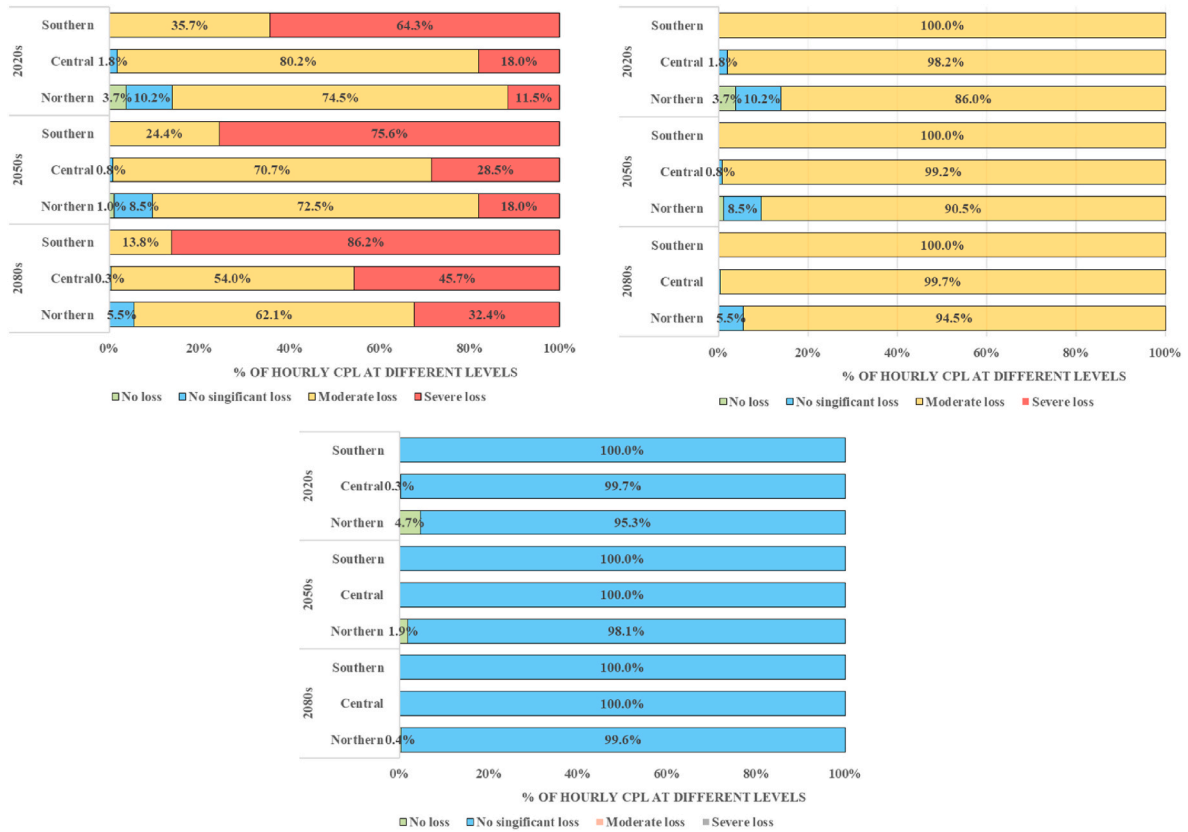 2020s
Southern 35.7% 64.3%
Central 1.8% 80.2% 18.0%
Northern 3.7% 10.2% 74.5% 11.5%
2050s
Southern 24.4% 75.6%
Central 0.8% 70.7% 28.5%
Northern 1.0% 8.5% 72.5% 18.0%
2080s
Southern 13.8% 86.2%
Central 0.3% 54.0% 45.7%
Northern 5.5% 62.1% 32.4%
0% 20% 40% 60% 80% 100%
% OF HOURLY CPL AT DIFFERENT LEVELS
No loss No singificant loss Moderate loss Severe loss
2020s
Southern 100.0%
Central 1.8% 98.2%
Northern 3.7% 10.2% 86.0%
2050s
Southern 100.0%
Central 0.8% 99.2%
Northern 8.5% 90.5%
2080s
Southern 100.0%
Central 99.7%
Northern 5.5% 94.5%
0% 20% 40% 60% 80% 100%
% OF HOURLY CPL AT DIFFERENT LEVELS
No loss No singificant loss Moderate loss Severe loss
2020s
Southern 100.0%
Central 0.3% 99.7%
Northern 4.7% 95.3%
2050s
Southern 100.0%
Central 100.0%
Northern 1.9% 98.1%
2080s
Southern 100.0%
Central 100.0%
Northern 0.4% 99.6%
0% 20% 40% 60% 80% 100%
% OF HOURLY CPL AT DIFFERENT LEVELS
No loss No singificant loss Moderate loss Severe loss